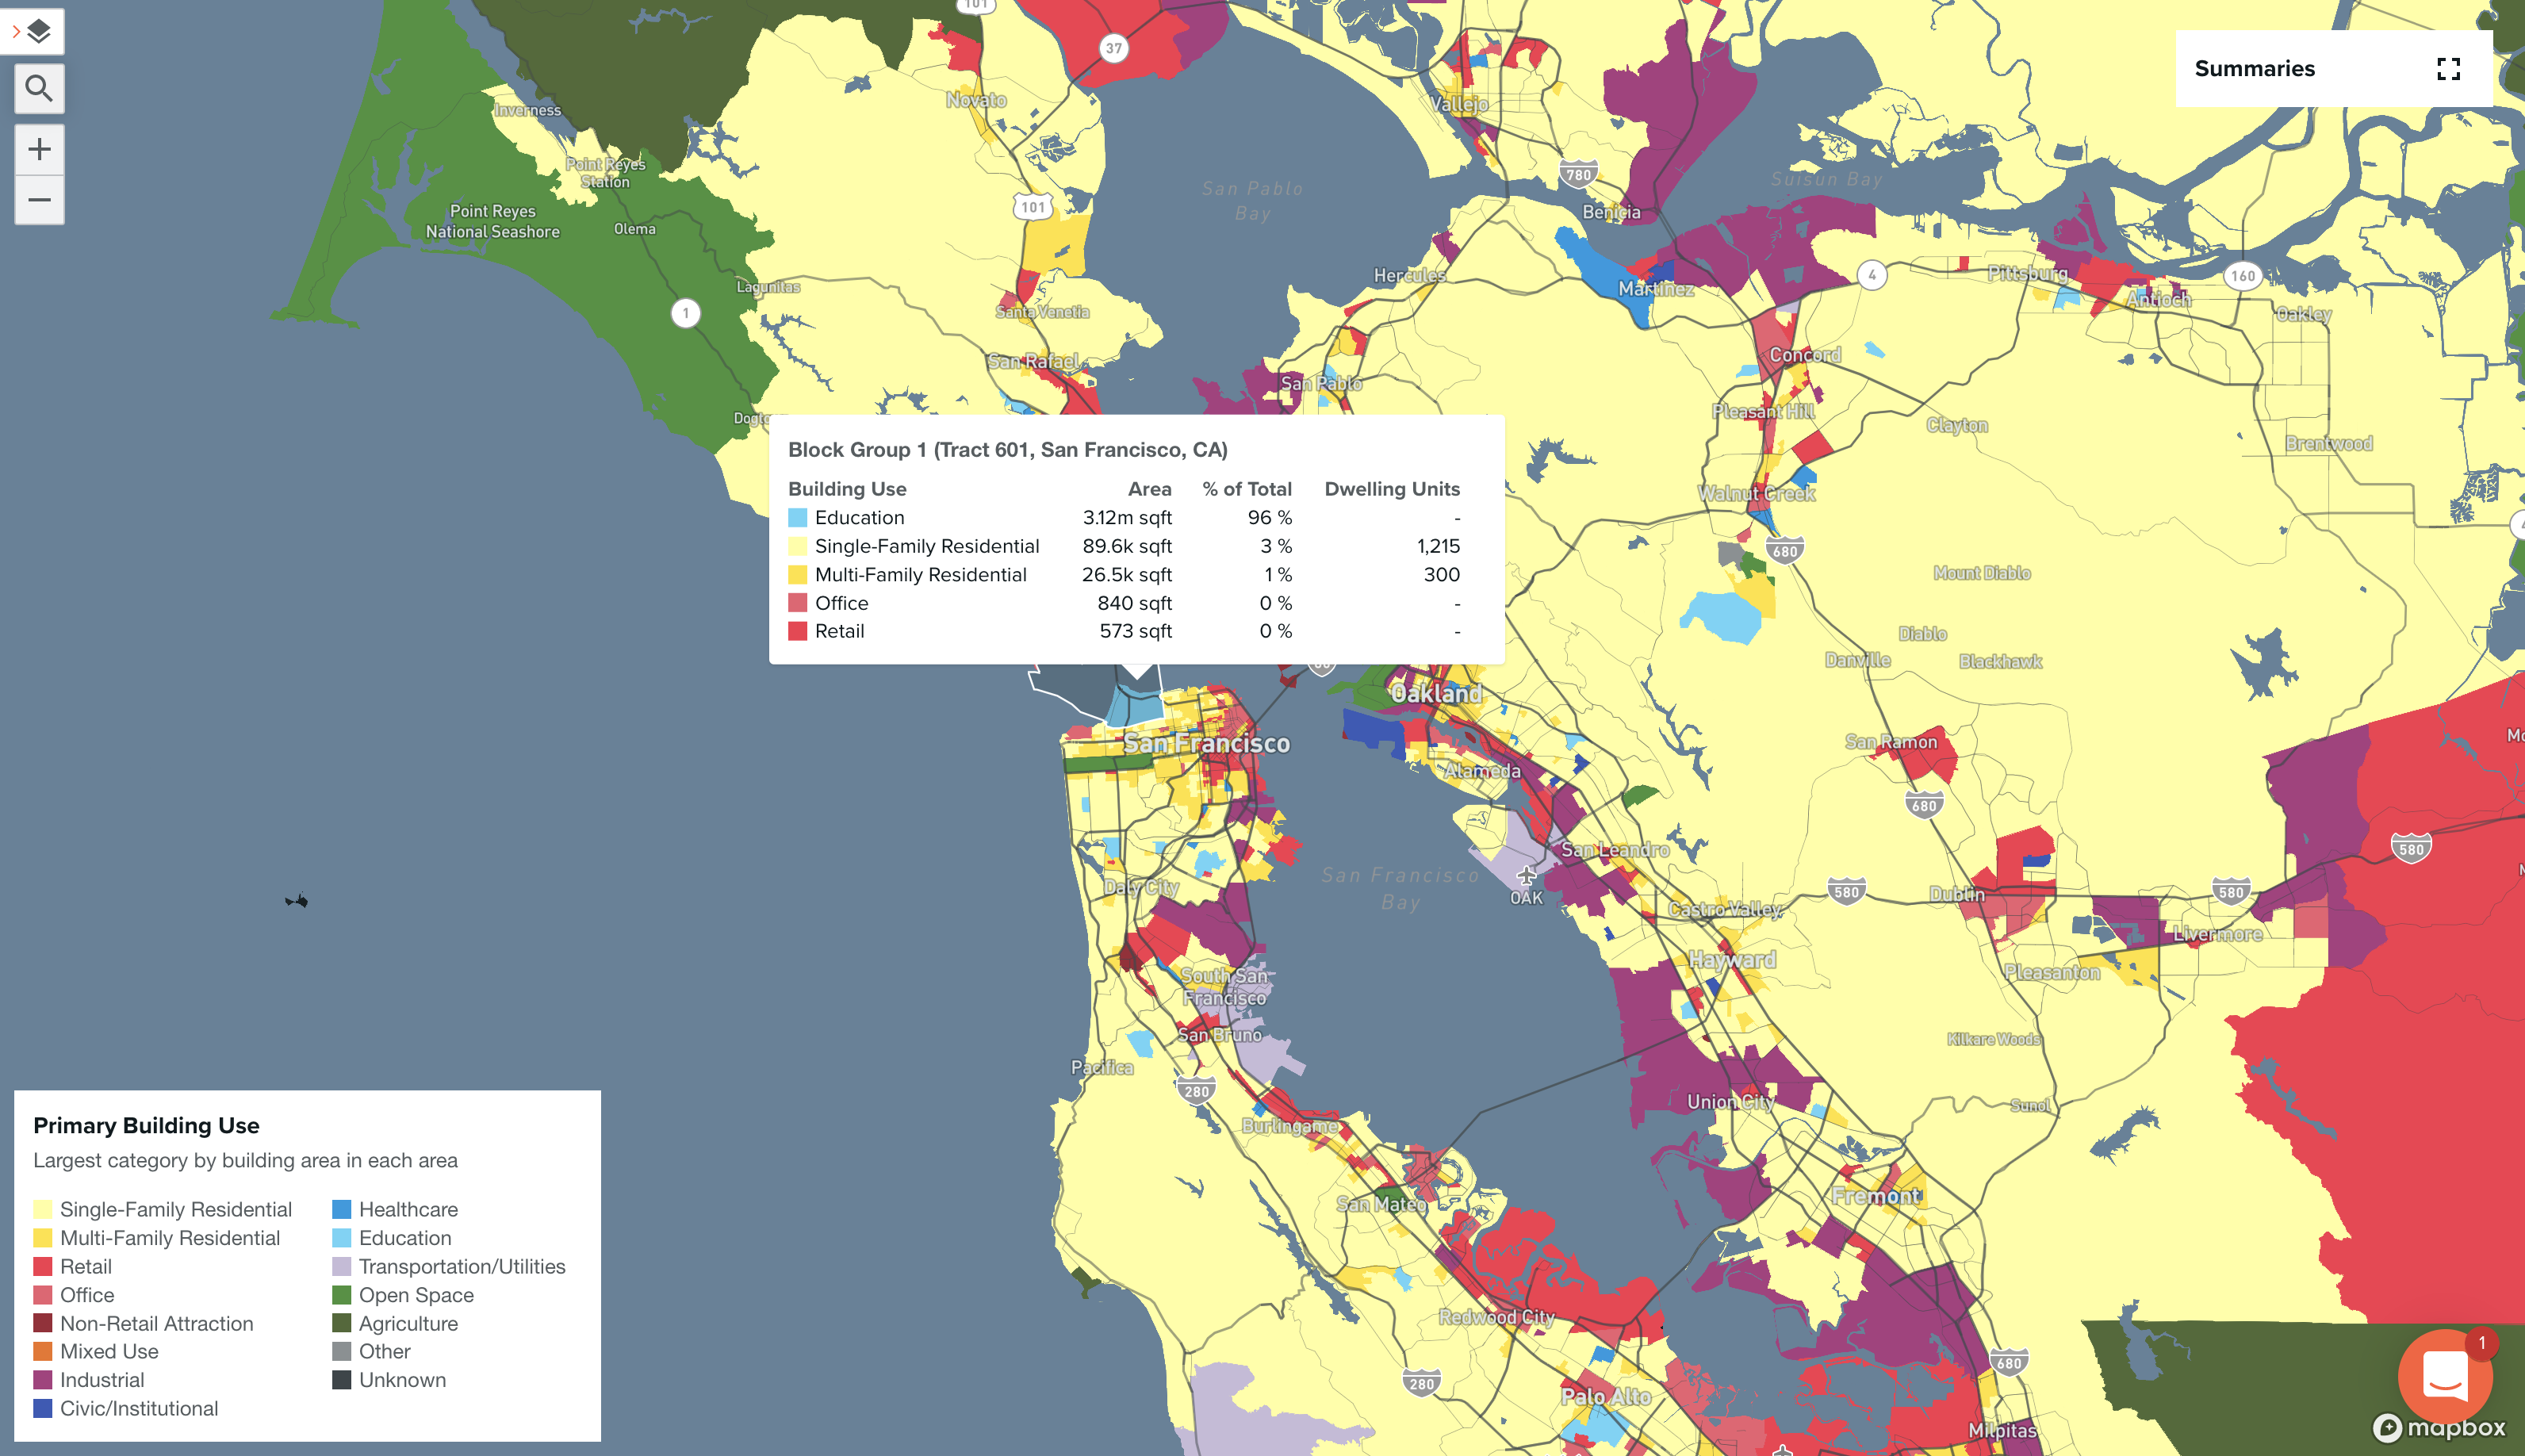 101
37
Summaries
Novato
Vallejo
Inverness
Point Reyes
Station
780
Suisun Bay
San Pablo
Bay
101
Benicia
Point Reyes
National Seashore
Olema
Hercules
Martinez
4
Pittsburg
160
Antioch
Lagunitas
1
Santa Venetia
Oakley
San Rafael
Concord
San Pablo
Pleasant Hill
Clayton
Brentwood
Block Group 1 (Tract 601, San Francisco, CA)
Building Use Area % of Total Dwelling Units
Education 3.12m sqft 96 % -
Single-Family Residential 89.6k sqft 3 % 1,215
Multi-Family Residential 26.5k sqft 1 % 300
Office 840 sqft 0 % -
Retail 573 sqft 0 % -
Walnut Creek
680
Mount Diablo
Diablo
Danville
Blackhawk
Oakland
San Francisco
San Ramon
Alameda
680
580
San Leandro
San Francisco
Bay
OAK
Daly City
580
Dublin
580
Castro Valley
Livermore
Hayward
Pleasanton
South San
Francisco
San Bruno
Kilkare Woods
Pacifica
280
Union City
Sunol
Burlingame
San Mateo
Fremont
Redwood City
680
280
Palo Alto
Milpitas
Primary Building Use
Largest category by building area in each area
Single-Family Residential
Multi-Family Residential
Retail
Office
Non-Retail Attraction
Mixed Use
Industrial
Civic/Institutional
Healthcare
Education
Transportation/Utilities
Open Space
Agriculture
Other
Unknown
1
mapbox